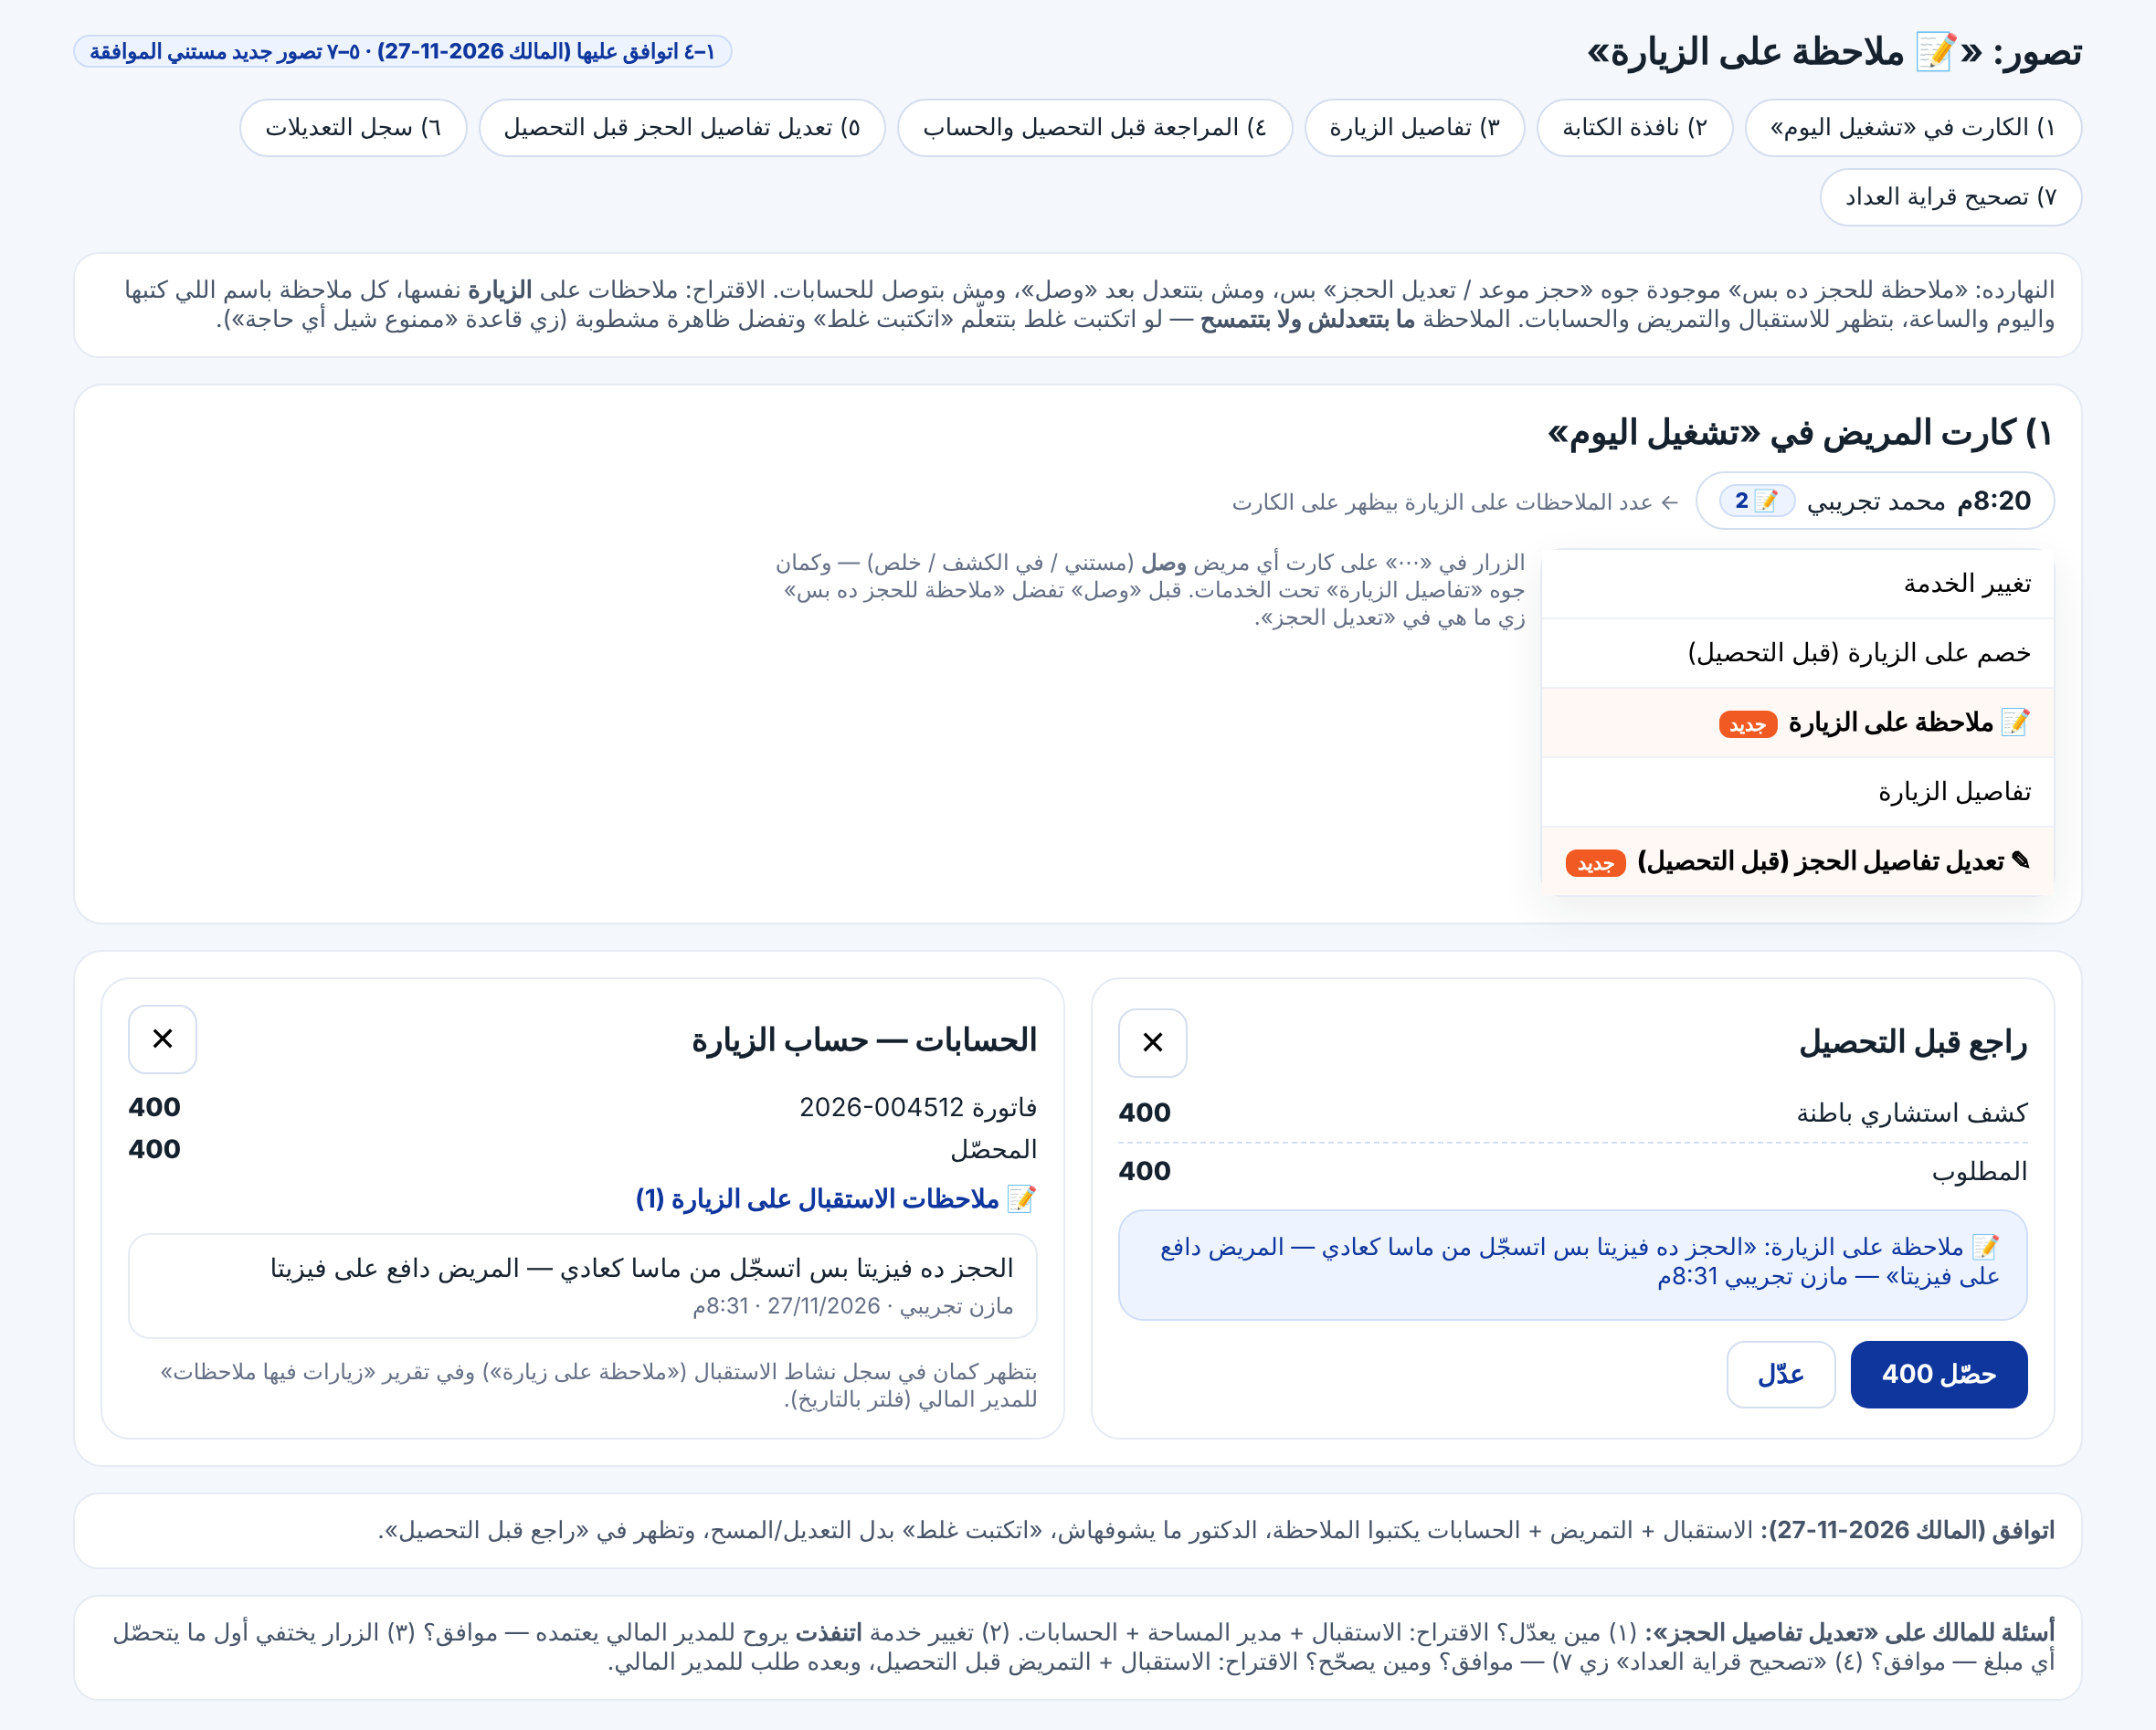 تصور: «📝 ملاحظة على الزيارة»
١–٤ اتوافق عليها (المالك 2026-11-27) · ٥–٧ تصور جديد مستني الموافقة
١) الكارت في «تشغيل اليوم»
٢) نافذة الكتابة
٣) تفاصيل الزيارة
٤) المراجعة قبل التحصيل والحساب
٥) تعديل تفاصيل الحجز قبل التحصيل
٦) سجل التعديلات
٧) تصحيح قراية العداد
النهارده: «ملاحظة للحجز ده بس» موجودة جوه «حجز موعد / تعديل الحجز» بس، ومش بتتعدل بعد «وصل»، ومش بتوصل للحسابات. الاقتراح: ملاحظات على الزيارة نفسها، كل ملاحظة باسم اللي كتبها
واليوم والساعة، بتظهر للاستقبال والتمريض والحسابات. الملاحظة ما بتتعدلش ولا بتتمسح — لو اتكتبت غلط بتتعلّم «اتكتبت غلط» وتفضل ظاهرة مشطوبة (زي قاعدة «ممنوع شيل أي حاجة»).
١) كارت المريض في «تشغيل اليوم»
8:20م محمد تجريبي 📝 2 ← عدد الملاحظات على الزيارة بيظهر على الكارت
تغيير الخدمة
خصم على الزيارة (قبل التحصيل)
📝 ملاحظة على الزيارة جديد
تفاصيل الزيارة
✎ تعديل تفاصيل الحجز (قبل التحصيل) جديد
الزرار في «⋯» على كارت أي مريض وصل (مستني / في الكشف / خلص) — وكمان
جوه «تفاصيل الزيارة» تحت الخدمات. قبل «وصل» تفضل «ملاحظة للحجز ده بس»
زي ما هي في «تعديل الحجز».
راجع قبل التحصيل ✕
كشف استشاري باطنة 400
المطلوب 400
📝 ملاحظة على الزيارة: «الحجز ده فيزيتا بس اتسجّل من ماسا كعادي — المريض دافع
على فيزيتا» — مازن تجريبي 8:31م
حصّل 400
عدّل
الحسابات — حساب الزيارة ✕
فاتورة 2026-004512 400
المحصّل 400
📝 ملاحظات الاستقبال على الزيارة (1)
الحجز ده فيزيتا بس اتسجّل من ماسا كعادي — المريض دافع على فيزيتا
مازن تجريبي · 27/11/2026 · 8:31م
بتظهر كمان في سجل نشاط الاستقبال («ملاحظة على زيارة») وفي تقرير «زيارات فيها ملاحظات»
للمدير المالي (فلتر بالتاريخ).
اتوافق (المالك 2026-11-27): الاستقبال + التمريض + الحسابات يكتبوا الملاحظة، الدكتور ما يشوفهاش، «اتكتبت غلط» بدل التعديل/المسح، وتظهر في «راجع قبل التحصيل».
أسئلة للمالك على «تعديل تفاصيل الحجز»: (١) مين يعدّل؟ الاقتراح: الاستقبال + مدير المساحة + الحسابات. (٢) تغيير خدمة اتنفذت يروح للمدير المالي يعتمده — موافق؟ (٣) الزرار يختفي أول ما يتحصّل
أي مبلغ — موافق؟ (٤) «تصحيح قراية العداد» زي ٧) — موافق؟ ومين يصحّح؟ الاقتراح: الاستقبال + التمريض قبل التحصيل، وبعده طلب للمدير المالي.